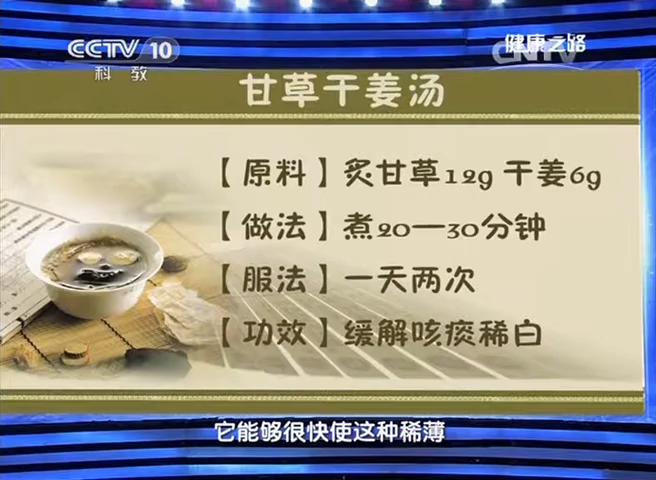 CCTV 10
科教
健康之路
CNTV
甘草干姜汤
【原料】炙甘草12g 干姜6g
【做法】煮20—30分钟
【服法】一天两次
【功效】缓解咳痰稀白
它能够很快使这种稀薄